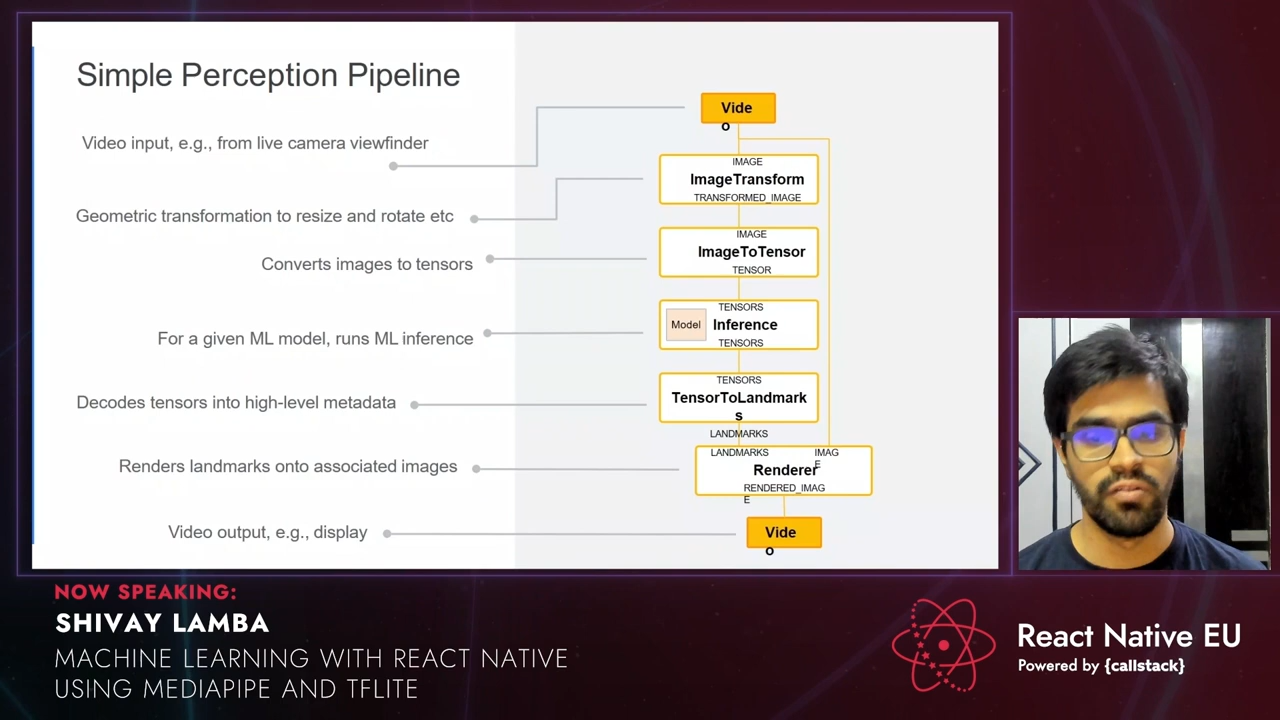 Simple Perception Pipeline
Video input, e.g., from live camera viewfinder
Geometric transformation to resize and rotate etc
Converts images to tensors
For a given ML model, runs ML inference
Decodes tensors into high-level metadata
Renders landmarks onto associated images
Video output, e.g., display
Vide
o
IMAGE
ImageTransform
TRANSFORMED_IMAGE
IMAGE
ImageToTensor
TENSOR
TENSORS
Model
Inference
TENSORS
TENSORS
TensorToLandmark
s
LANDMARKS
LANDMARKS
IMAG
E
Renderer
RENDERED_IMAG
E
Vide
o
NOW SPEAKING:
SHIVAY LAMBA
MACHINE LEARNING WITH REACT NATIVE
USING MEDIAPIPE AND TFLITE
React Native EU
Powered by {callstack}